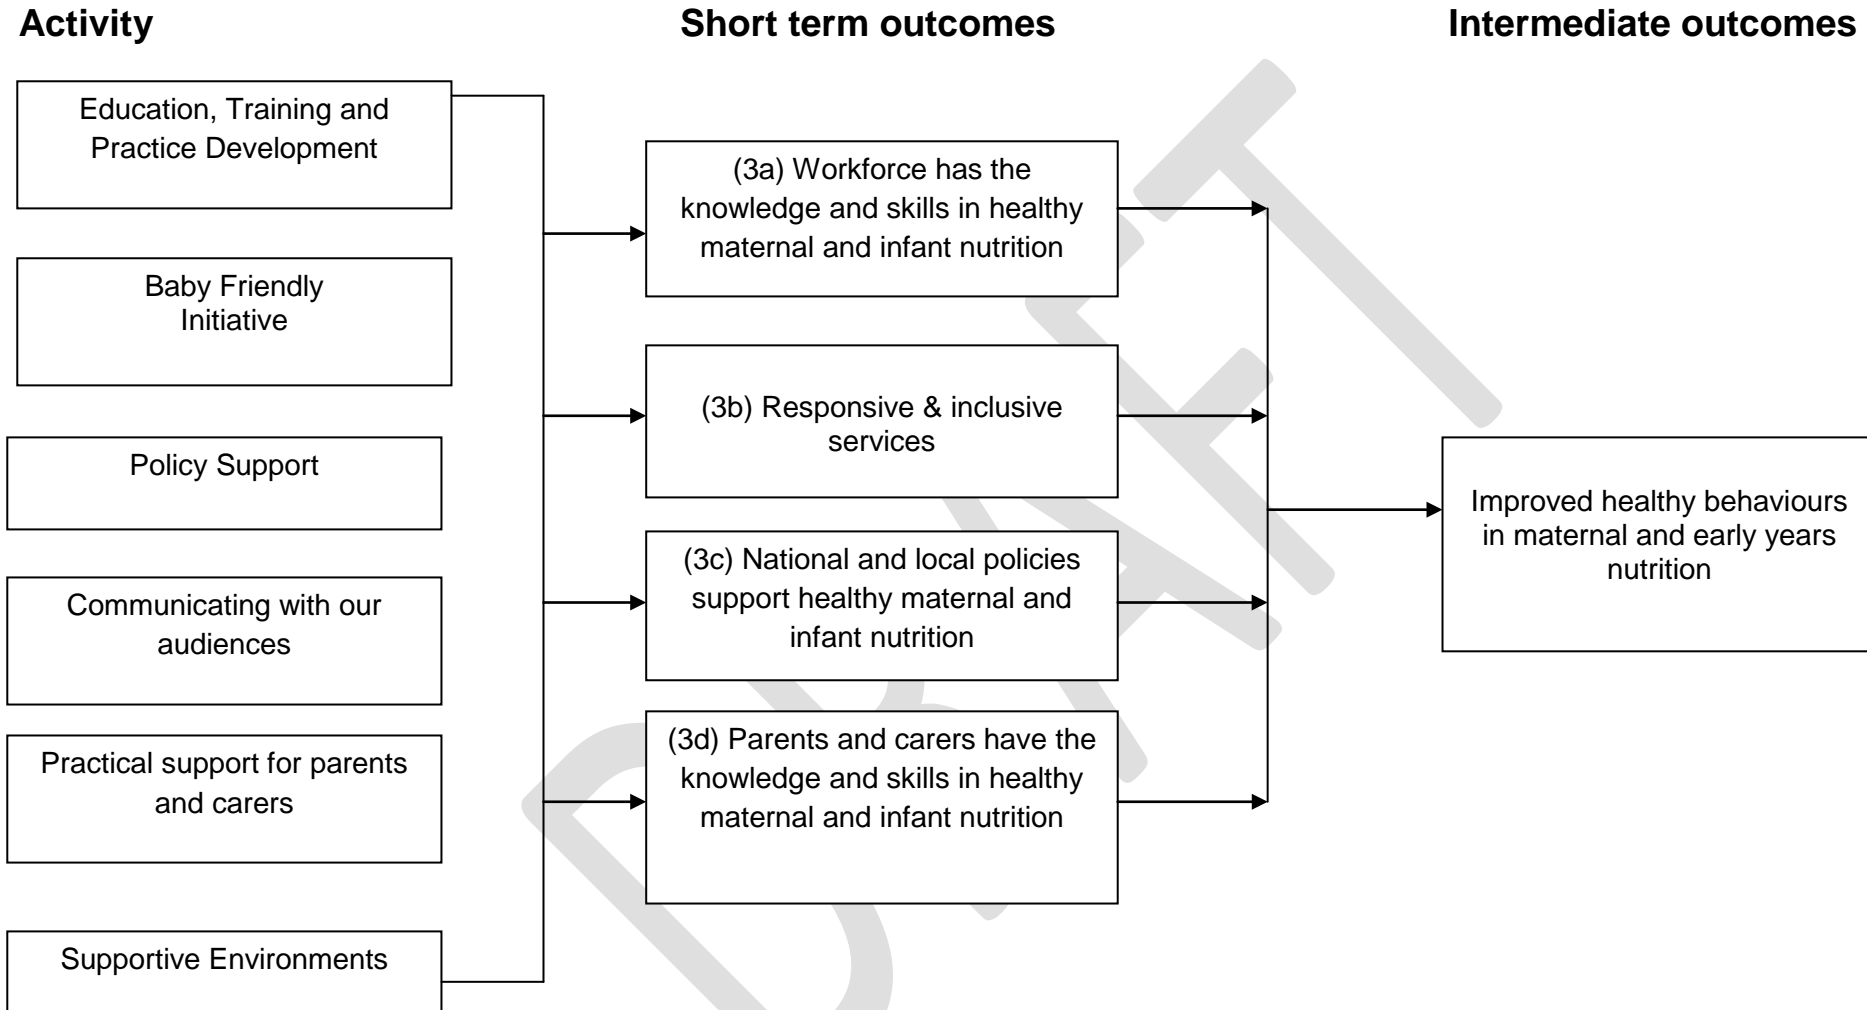 Activity
Short term outcomes
Intermediate outcomes
Education, Training and
Practice Development
Baby Friendly
Initiative
Policy Support
Communicating with our
audiences
Practical support for parents
and carers
Supportive Environments
(3a) Workforce has the
knowledge and skills in healthy
maternal and infant nutrition
(3b) Responsive & inclusive
services
(3c) National and local policies
support healthy maternal and
infant nutrition
(3d) Parents and carers have the
knowledge and skills in healthy
maternal and infant nutrition
Improved healthy behaviours
in maternal and early years
nutrition
DRAFT